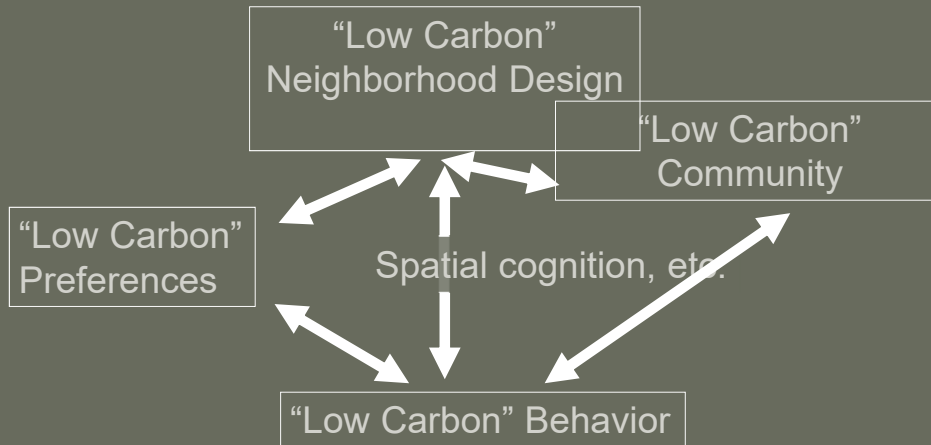 “Low Carbon”
Neighborhood Design
“Low Carbon”
Community
“Low Carbon”
Preferences
Spatial cognition, etc.
“Low Carbon” Behavior